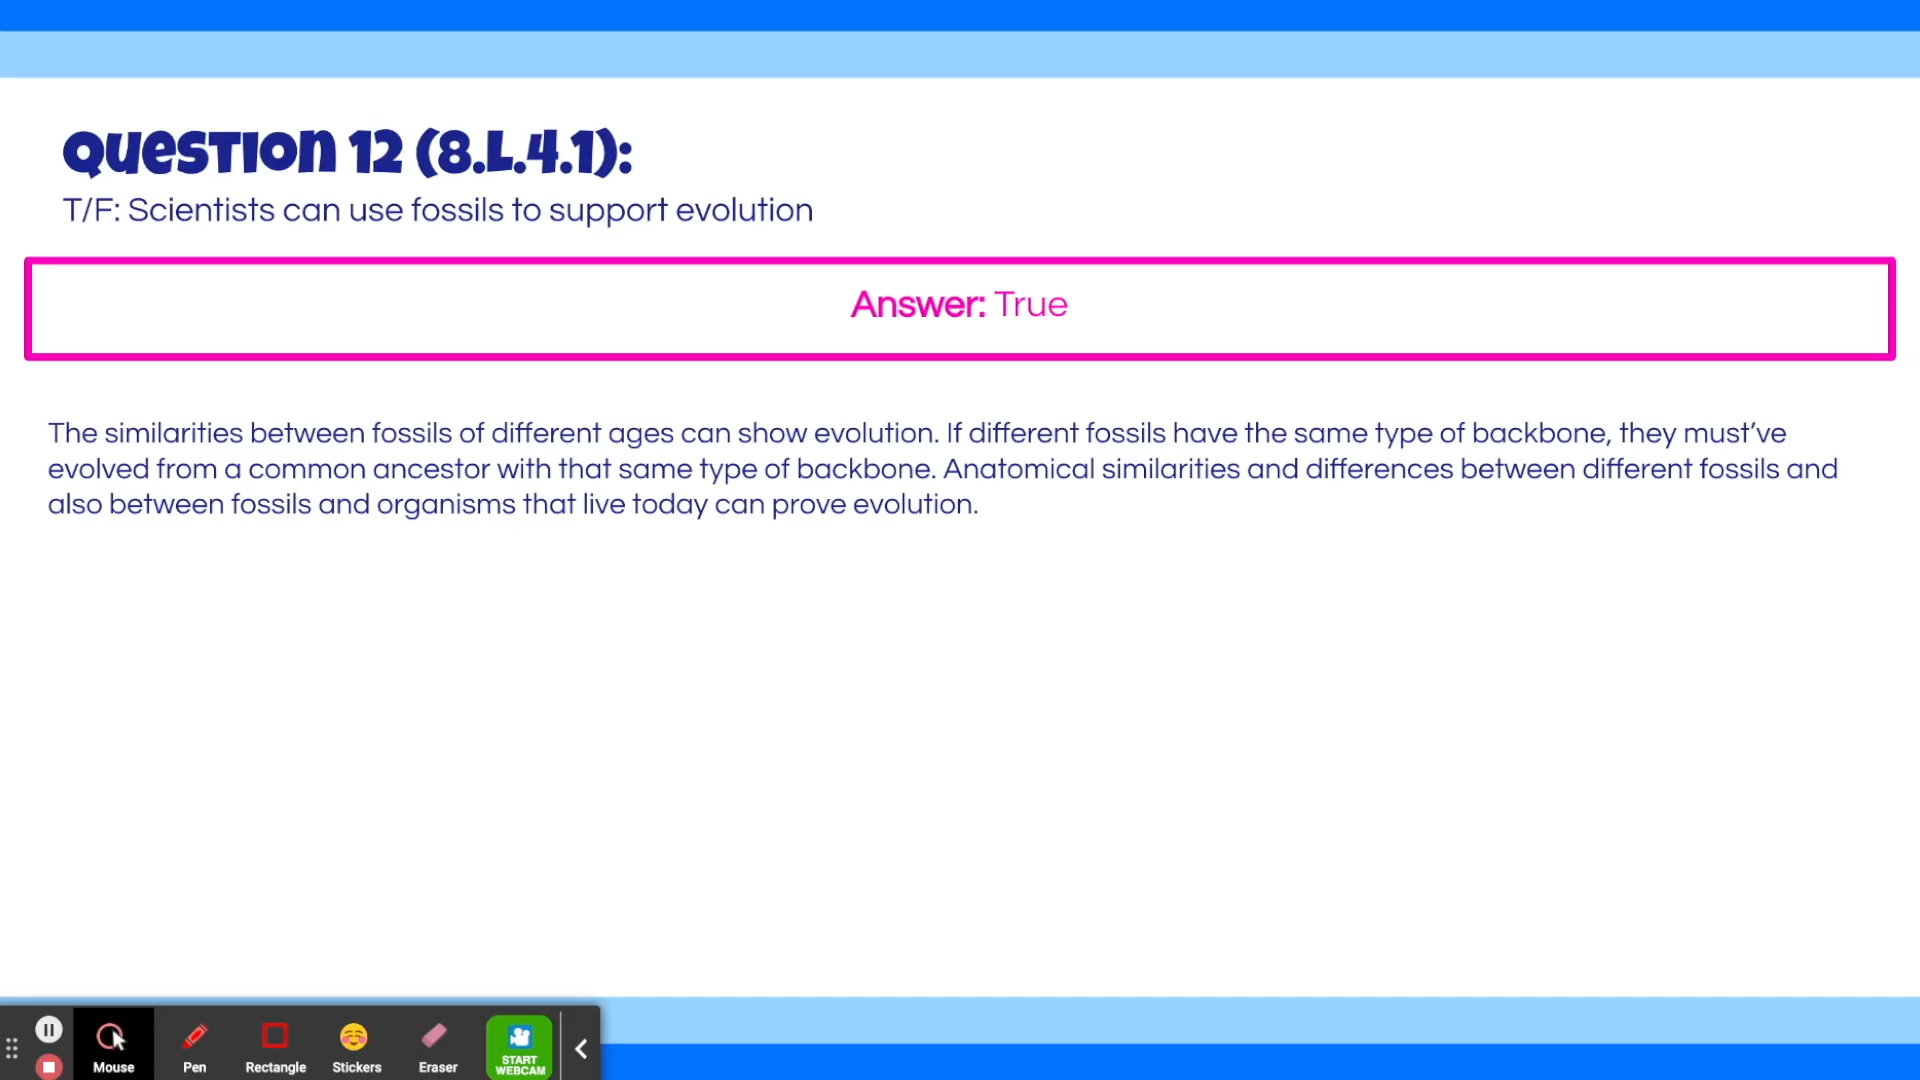 Question 12 (8.L.4.1):
T/F: Scientists can use fossils to support evolution
Answer: True
The similarities between fossils of different ages can show evolution. If different fossils have the same type of backbone, they must’ve
evolved from a common ancestor with that same type of backbone. Anatomical similarities and differences between different fossils and
also between fossils and organisms that live today can prove evolution.
Mouse Pen Rectangle Stickers Eraser START
WEBCAM